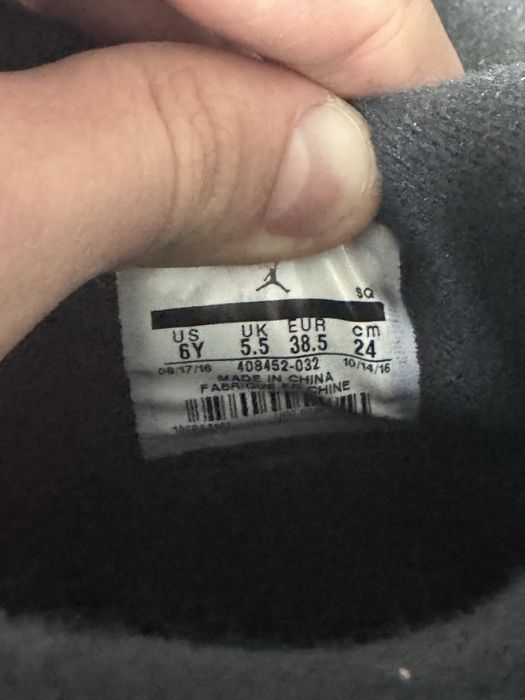 SQ
US UK EUR cm
6Y 5.5 38.5 24
08/17/16 408452-032 10/14/16
MADE IN CHINA
FABRIQUE EN CHINE